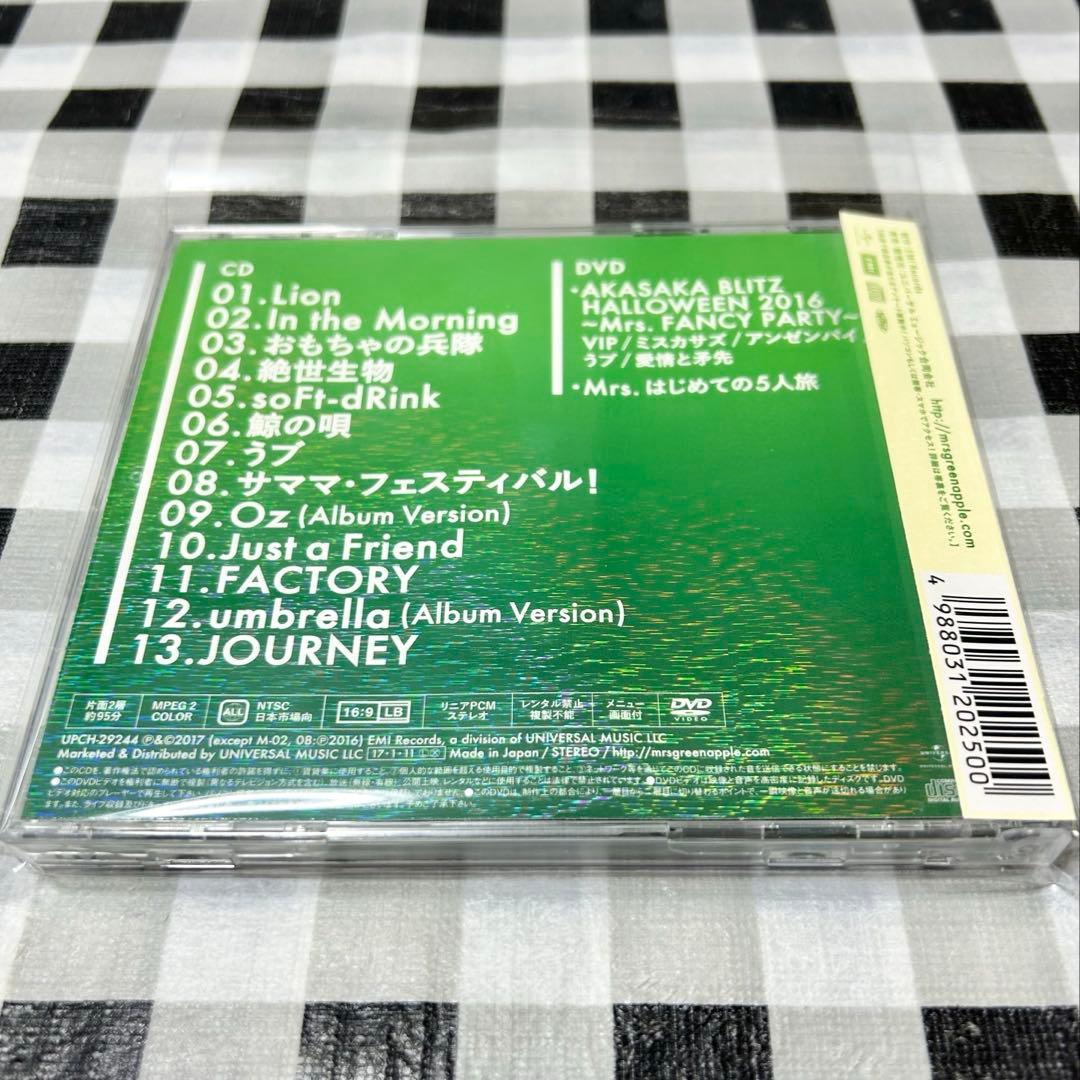 CD
01.Lion
02.In the Morning
03.おもちゃの兵隊
04.絶世生物
05.soFt-dRink
06.鯨の唄
07.うブ
08.サママ・フェスティバル!
09.Oz (Album Version)
10.Just a Friend
11.FACTORY
12.umbrella (Album Version)
13.JOURNEY
DVD
・AKASAKA BLITZ
HALLOWEEN 2016
~Mrs. FANCY PARTY~
VIP/ミスカサズ/アンゼンパイ
うブ/愛情と矛先
・Mrs. はじめての5人旅
片面2層
約95分
MPEG 2
COLOR
ALL
NTSC
日本市場向
16:9 LB
リニアPCM
ステレオ
レンタル禁止
複製不能
メニュー
画面付
DVD
VIDEO
UPCH-29244 Ⓟ&©2017 (except M-02, 08:Ⓟ2016) EMI Records, a division of UNIVERSAL MUSIC LLC
Marketed & Distributed by UNIVERSAL MUSIC LLC 17・1・11 Made in Japan / STEREO / http://mrsgreenapple.com
http://mrsgreenapple.com
4 988031 202500